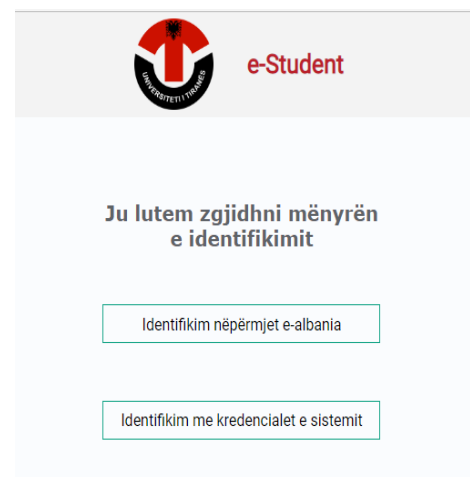 UNIVERSITETI I TIRANËS
e-Student
Ju lutem zgjidhni mënyrën
e identifikimit
Identifikim nëpërmjet e-albania
Identifikim me kredencialet e sistemit